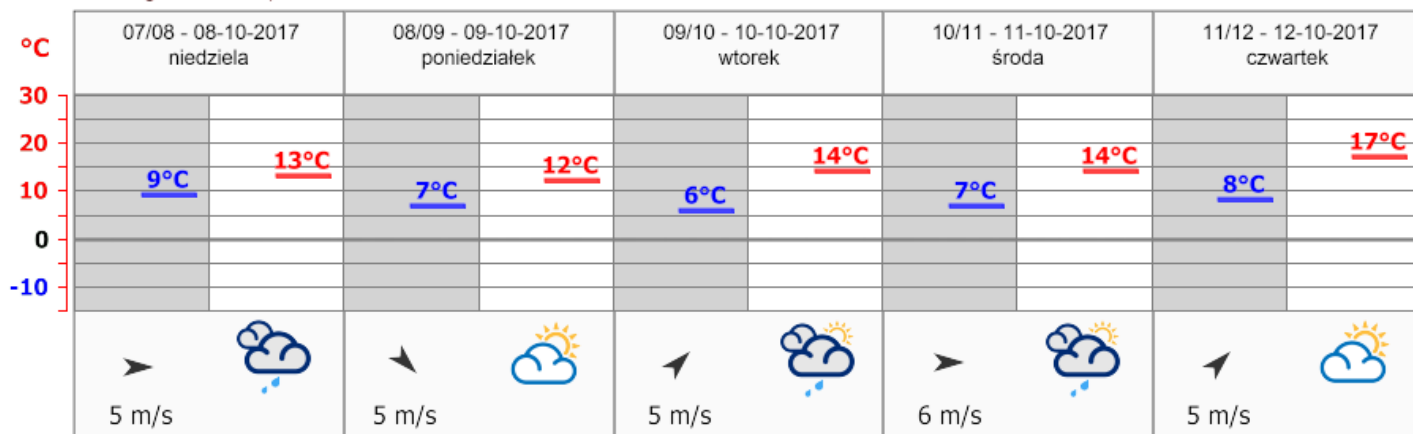 07/08 - 08-10-2017
niedziela
08/09 - 09-10-2017
poniedziałek
09/10 - 10-10-2017
wtorek
10/11 - 11-10-2017
środa
11/12 - 12-10-2017
czwartek
°C
30
20
10
0
-10
9°C
13°C
7°C
12°C
6°C
14°C
7°C
14°C
8°C
17°C
5 m/s
5 m/s
5 m/s
6 m/s
5 m/s